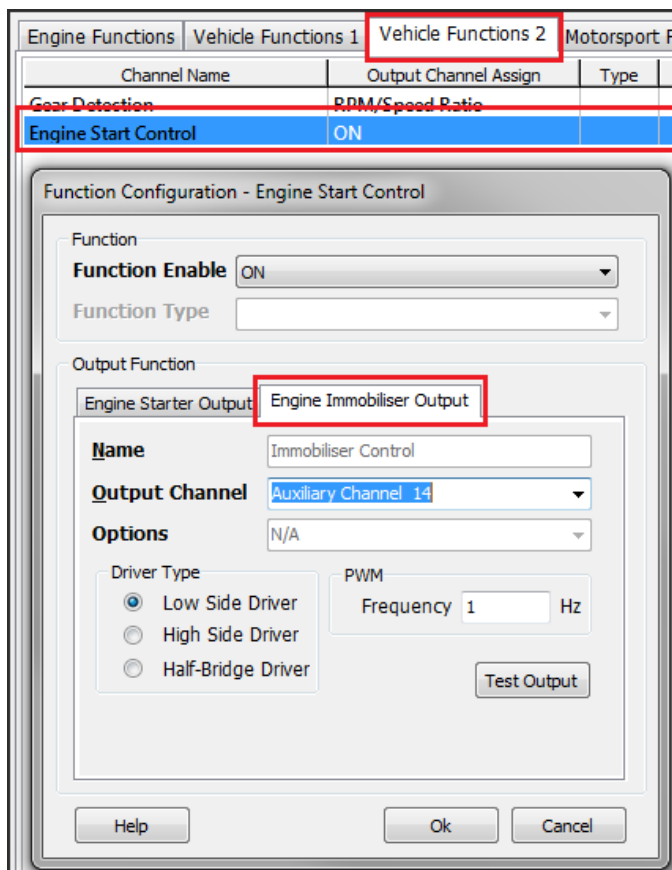 Engine Functions Vehicle Functions 1 Vehicle Functions 2 Motorsport F
Channel Name Output Channel Assign Type
Gear Detection RPM/Speed Ratio
Engine Start Control ON
Function Configuration - Engine Start Control
Function
Function Enable ON
Function Type
Output Function
Engine Starter Output Engine Immobiliser Output
Name Immobiliser Control
Output Channel Auxiliary Channel 14
Options N/A
Driver Type PWM
Low Side Driver Frequency 1 Hz
High Side Driver
Half-Bridge Driver Test Output
Help Ok Cancel